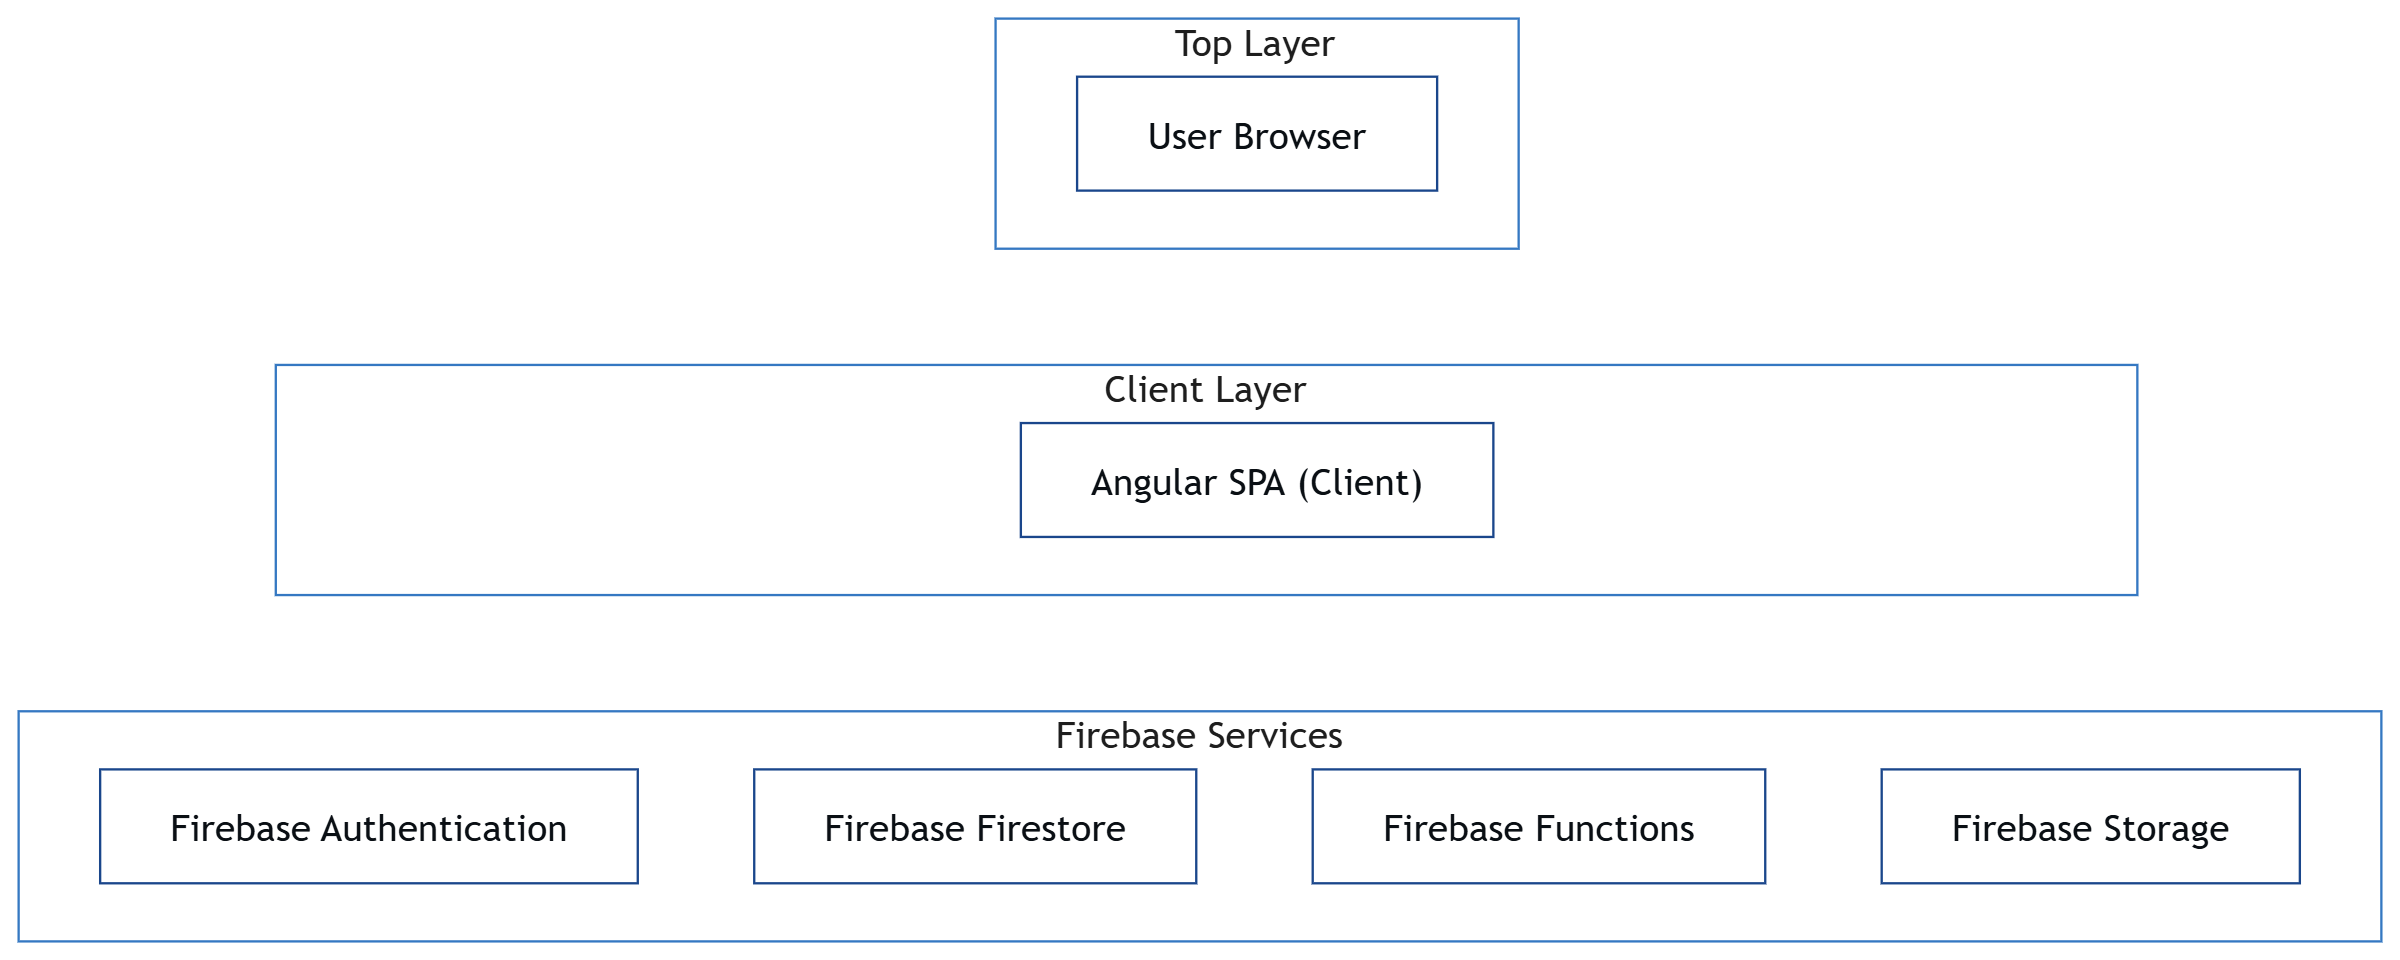 Top Layer
User Browser
Client Layer
Angular SPA (Client)
Firebase Services
Firebase Authentication
Firebase Firestore
Firebase Functions
Firebase Storage